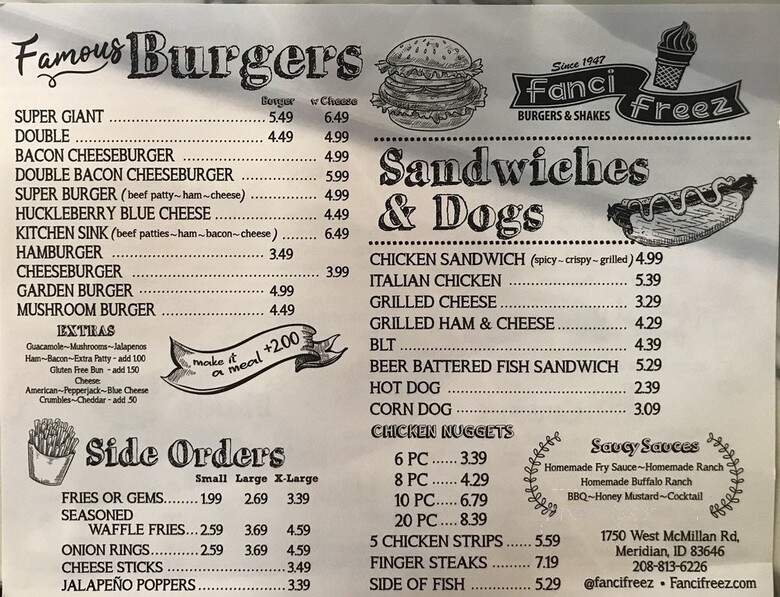 Famous Burgers
Burger w Cheese
SUPER GIANT 5.49 6.49
DOUBLE 4.49 4.99
BACON CHEESEBURGER 4.99
DOUBLE BACON CHEESEBURGER 5.99
SUPER BURGER (beef patty~ham~cheese) 4.99
HUCKLEBERRY BLUE CHEESE 4.49
KITCHEN SINK (beef patties~ham~bacon~cheese) 6.49
HAMBURGER 3.49
CHEESEBURGER 3.99
GARDEN BURGER 4.99
MUSHROOM BURGER 4.49
EXTRAS
Guacamole~Mushrooms~Jalapenos
Ham~Bacon~Extra Patty - add 1.00
Gluten Free Bun - add 1.50
Cheese:
American~Pepperjack~Blue Cheese
Crumbles~Cheddar - add .50
make it
a meal +2.00
Side Orders
Small Large X-Large
FRIES OR GEMS 1.99 2.69 3.39
SEASONED
WAFFLE FRIES 2.59 3.69 4.59
ONION RINGS 2.59 3.69 4.59
CHEESE STICKS 3.49
JALAPEÑO POPPERS 3.39
Since 1947
Fanci Freez
BURGERS & SHAKES
Sandwiches
& Dogs
CHICKEN SANDWICH (spicy~crispy~grilled) 4.99
ITALIAN CHICKEN 5.39
GRILLED CHEESE 3.29
GRILLED HAM & CHEESE 4.29
BLT 4.39
BEER BATTERED FISH SANDWICH 5.29
HOT DOG 2.39
CORN DOG 3.09
CHICKEN NUGGETS
6 PC 3.39
8 PC 4.29
10 PC 6.79
20 PC 8.39
5 CHICKEN STRIPS 5.59
FINGER STEAKS 7.19
SIDE OF FISH 5.29
Saucy Sauces
Homemade Fry Sauce~Homemade Ranch
Homemade Buffalo Ranch
BBQ~Honey Mustard~Cocktail
1750 West McMillan Rd,
Meridian, ID 83646
208-813-6226
@fancifreez • Fancifreez.com